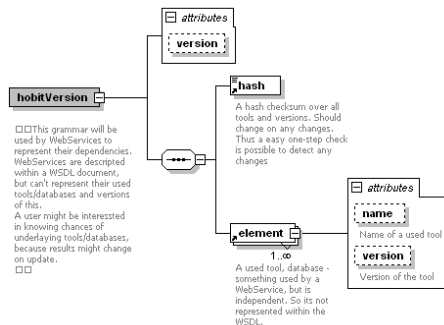 attributes
version
hobitVersion
This grammar will be
used by WebServices to
represent their dependencies.
WebServices are descripted
within a WSDL document,
but can't represent their used
tools/databases and versions
of this.
A user might be interessted
in knowing chances of
underlaying tools/databases,
because results might change
on update.
hash
A hash checksum over all
tools and versions. Should
change on any changes.
Thus a easy one-step check
is possible to detect any
changes
element
1..∞
A used tool, database -
something used by a
WebService, but is
independent. So its not
represented within the
WSDL.
attributes
name
Name of a used tool
version
Version of the tool